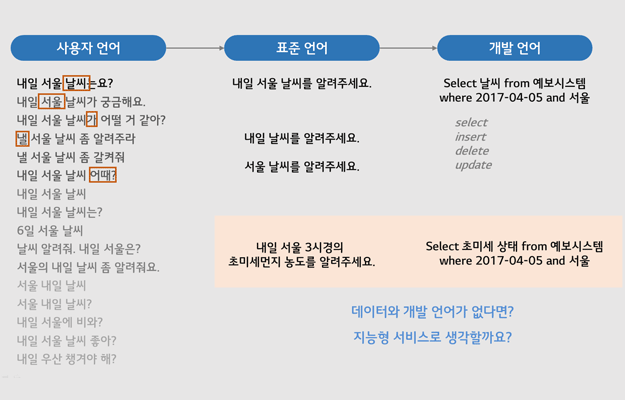 사용자 언어
표준 언어
개발 언어
내일 서울 날씨는요?
내일 서울 날씨가 궁금해요.
내일 서울 날씨가 어떨 거 같아?
낼 서울 날씨 좀 알려주라
낼 서울 날씨 좀 갈켜줘
내일 서울 날씨 어때?
내일 서울 날씨
내일 서울 날씨는?
6일 서울 날씨
날씨 알려줘. 내일 서울은?
서울의 내일 날씨 좀 알려줘요.
서울 내일 날씨
서울 내일 날씨?
내일 서울에 비와?
내일 서울 날씨 좋아?
내일 우산 챙겨야 해?
내일 서울 날씨를 알려주세요.
내일 날씨를 알려주세요.
서울 날씨를 알려주세요.
내일 서울 3시경의
초미세먼지 농도를 알려주세요.
Select 날씨 from 예보시스템
where 2017-04-05 and 서울
select
insert
delete
update
Select 초미세 상태 from 예보시스템
where 2017-04-05 and 서울
데이터와 개발 언어가 없다면?
지능형 서비스로 생각할까요?